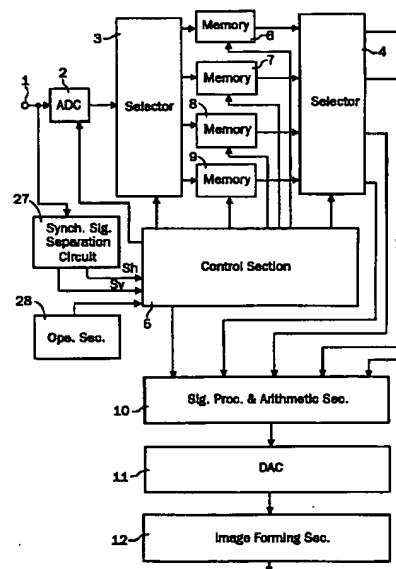 1
2
ADC
3
Selector
Memory
6
Memory
7
8
Memory
9
Memory
4
Selector
27
Synch. Sig.
Separation
Circuit
Sh
Sv
Control Section
5
28
Ope. Sec.
10
Sig. Proc. & Arithmetic Sec.
11
DAC
12
Image Forming Sec.